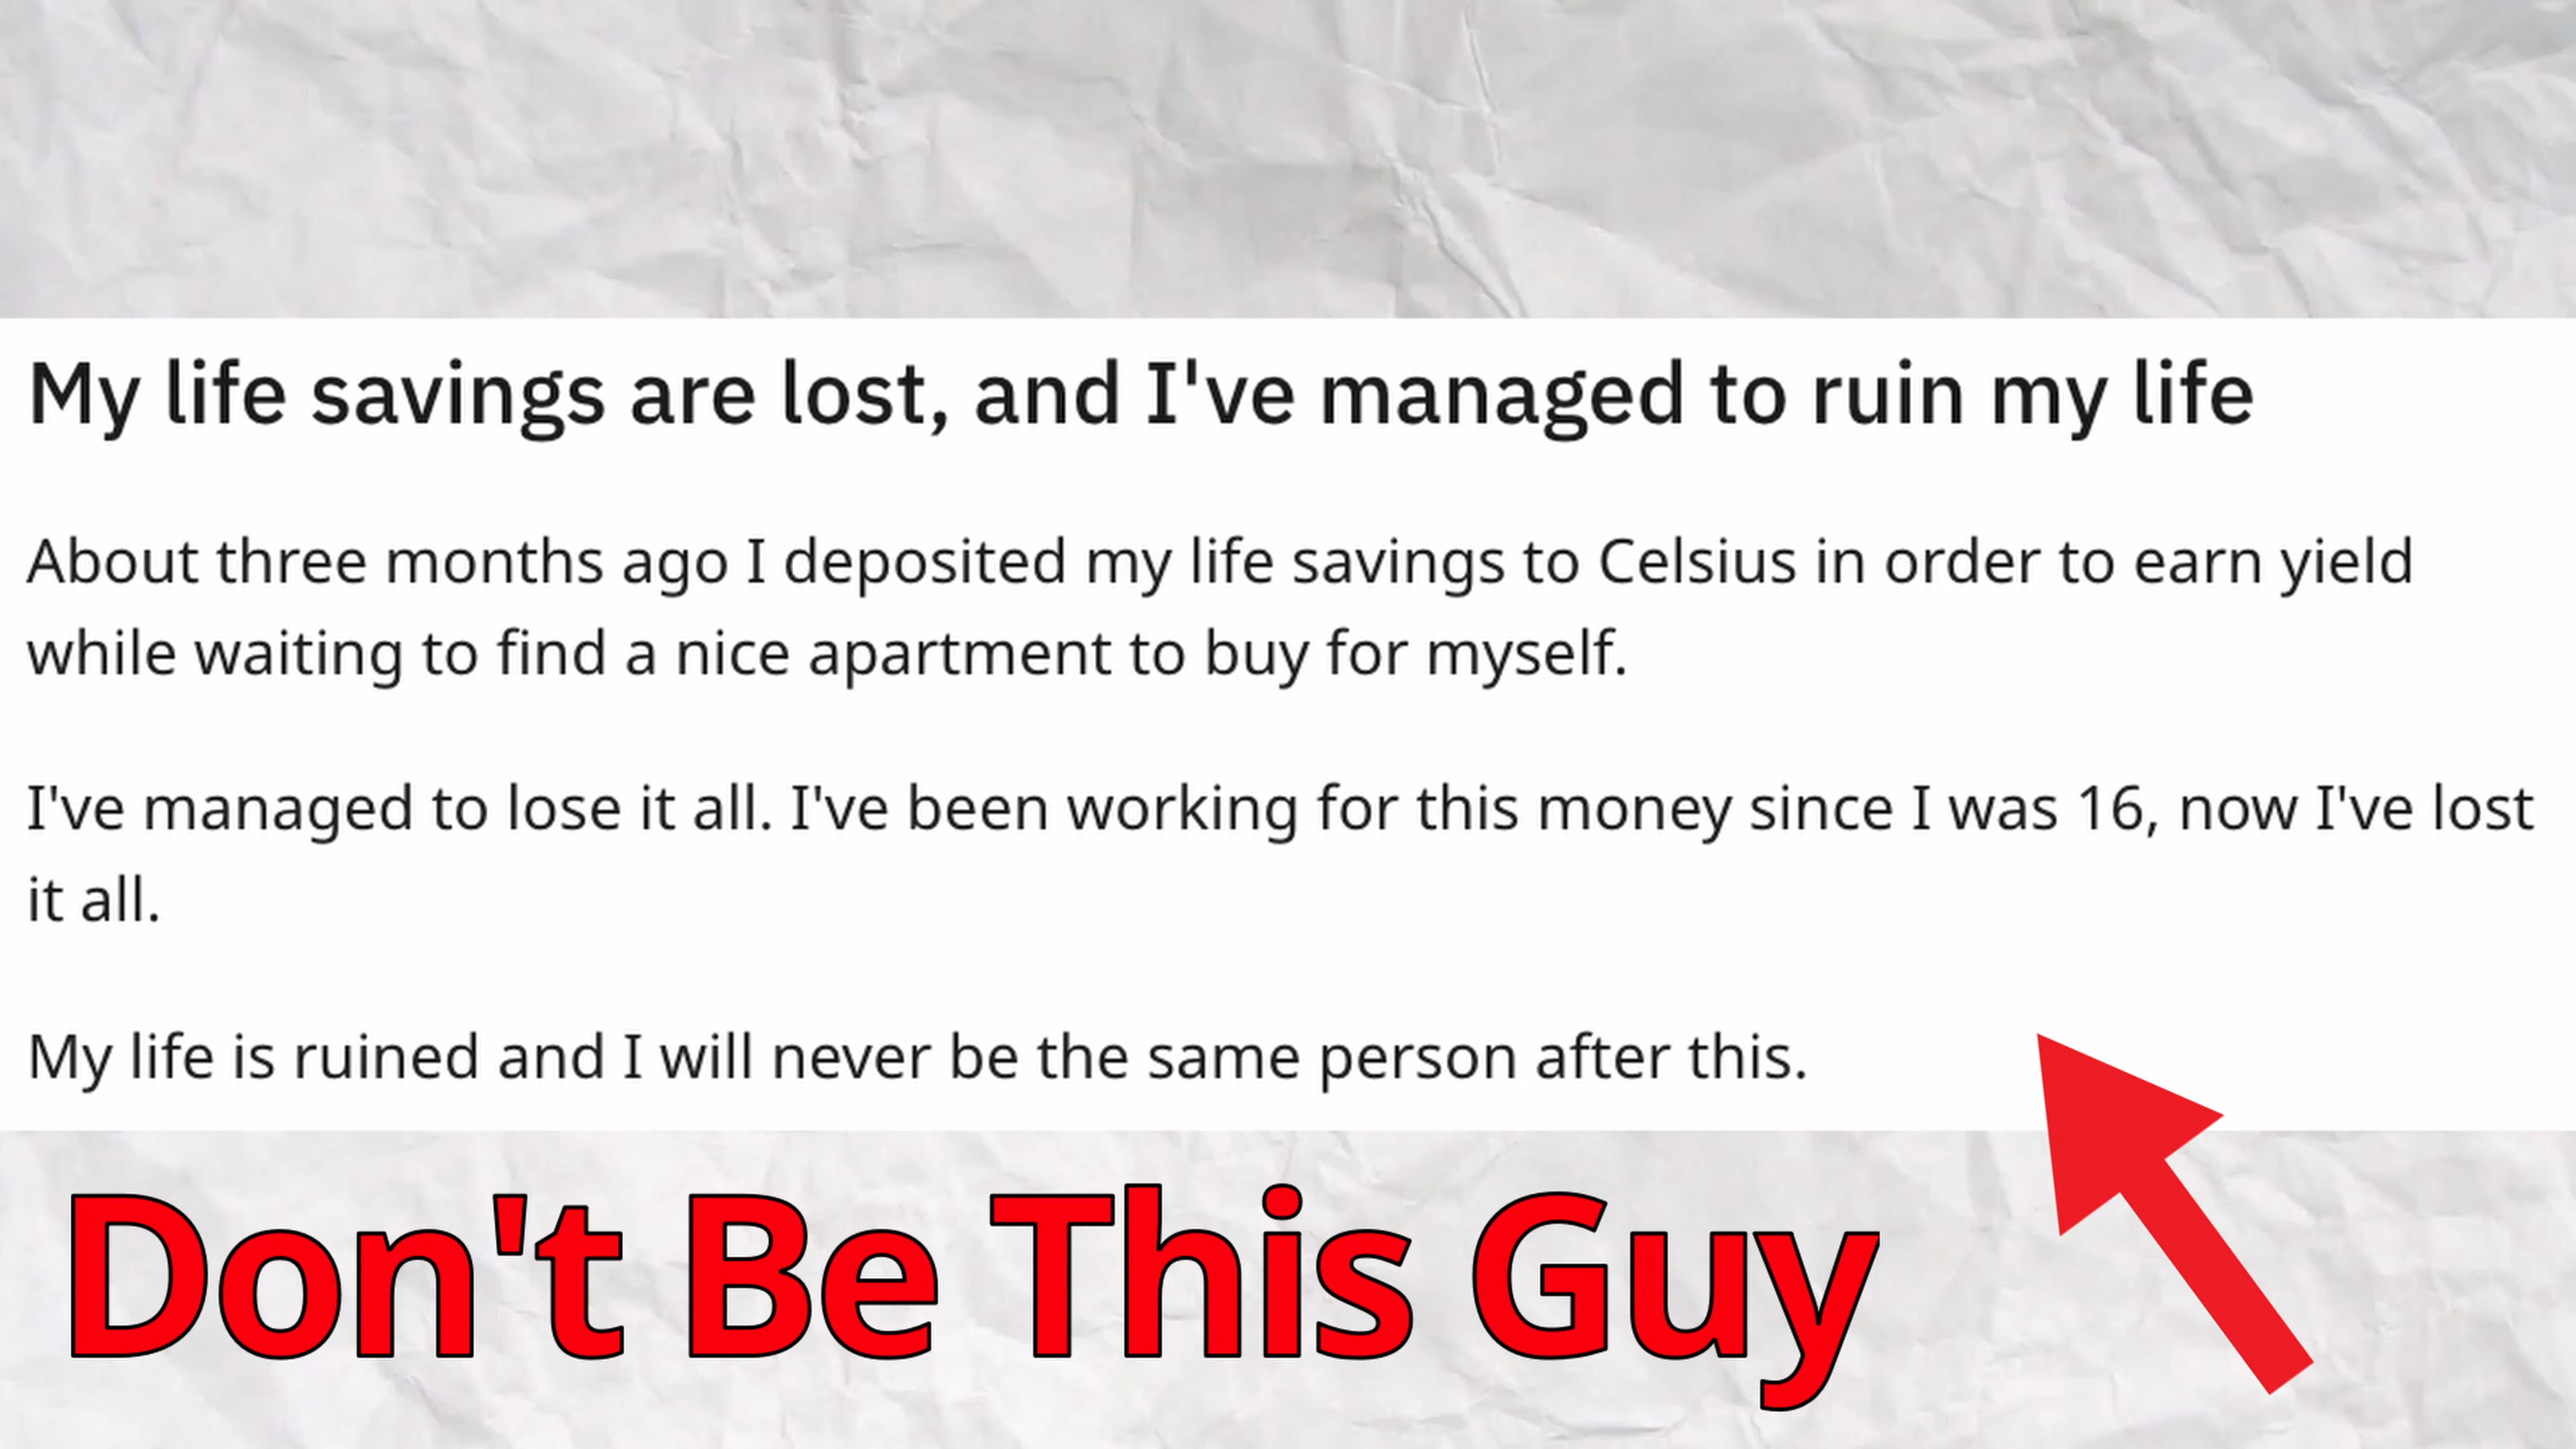 My life savings are lost, and I've managed to ruin my life
About three months ago I deposited my life savings to Celsius in order to earn yield
while waiting to find a nice apartment to buy for myself.
I've managed to lose it all. I've been working for this money since I was 16, now I've lost
it all.
My life is ruined and I will never be the same person after this.
Don't Be This Guy